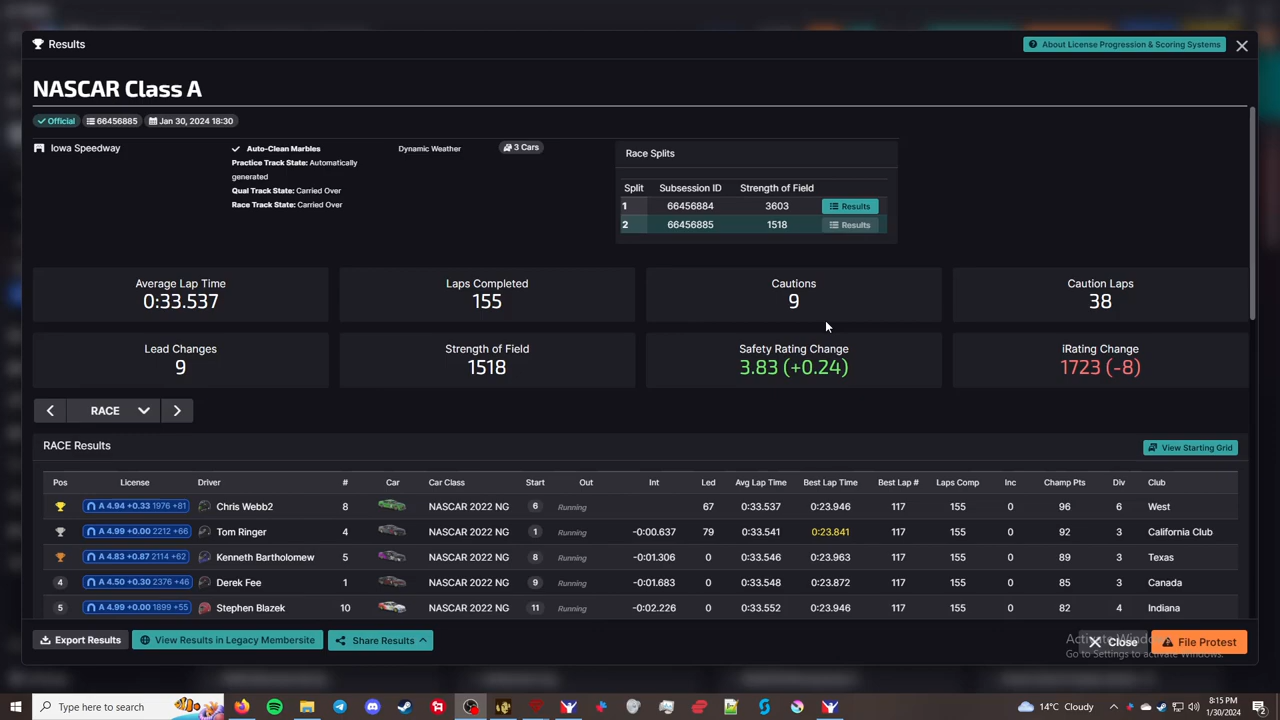 Results
About License Progression & Scoring Systems
NASCAR Class A
Official 66456885 Jan 30, 2024 18:30
Iowa Speedway
Auto-Clean Marbles
Practice Track State: Automatically
generated
Qual Track State: Carried Over
Race Track State: Carried Over
Dynamic Weather
3 Cars
Race Splits
Split Subsession ID Strength of Field
1 66456884 3603 Results
2 66456885 1518 Results
Average Lap Time Laps Completed Cautions Caution Laps
0:33.537 155 9 38
Lead Changes Strength of Field Safety Rating Change iRating Change
9 1518 3.83 (+0.24) 1723 (-8)
RACE
RACE Results
View Starting Grid
Pos License Driver # Car Car Class Start Out Int Led Avg Lap Time Best Lap Time Best Lap # Laps Comp Inc Champ Pts Div Club
A 4.94 +0.33 1976 +81 Chris Webb2 8 NASCAR 2022 NG 6 Running 67 0:33.537 0:23.946 117 155 0 96 6 West
A 4.99 +0.00 2212 +66 Tom Ringer 4 NASCAR 2022 NG 1 Running -0:00.637 79 0:33.541 0:23.841 117 155 0 92 3 California Club
A 4.83 +0.87 2114 +62 Kenneth Bartholomew 5 NASCAR 2022 NG 8 Running -0:01.306 0 0:33.546 0:23.963 117 155 0 89 3 Texas
4 A 4.50 +0.30 2376 +46 Derek Fee 1 NASCAR 2022 NG 9 Running -0:01.683 0 0:33.548 0:23.872 117 155 0 85 3 Canada
5 A 4.99 +0.00 1899 +55 Stephen Blazek 10 NASCAR 2022 NG 11 Running -0:02.226 0 0:33.552 0:23.946 117 155 0 82 4 Indiana
Export Results View Results in Legacy Membersite Share Results
Close File Protest
Go to Settings to activate Windows.
Type here to search
14°C Cloudy
8:15 PM
1/30/2024